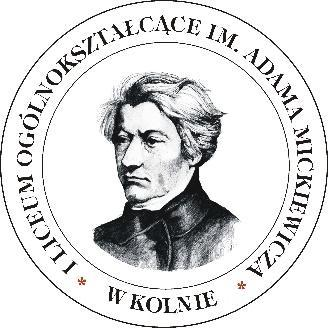 I LICEUM OGÓLNOKSZTAŁCĄCE IM. ADAMA MICKIEWICZA
* W KOLNIE *